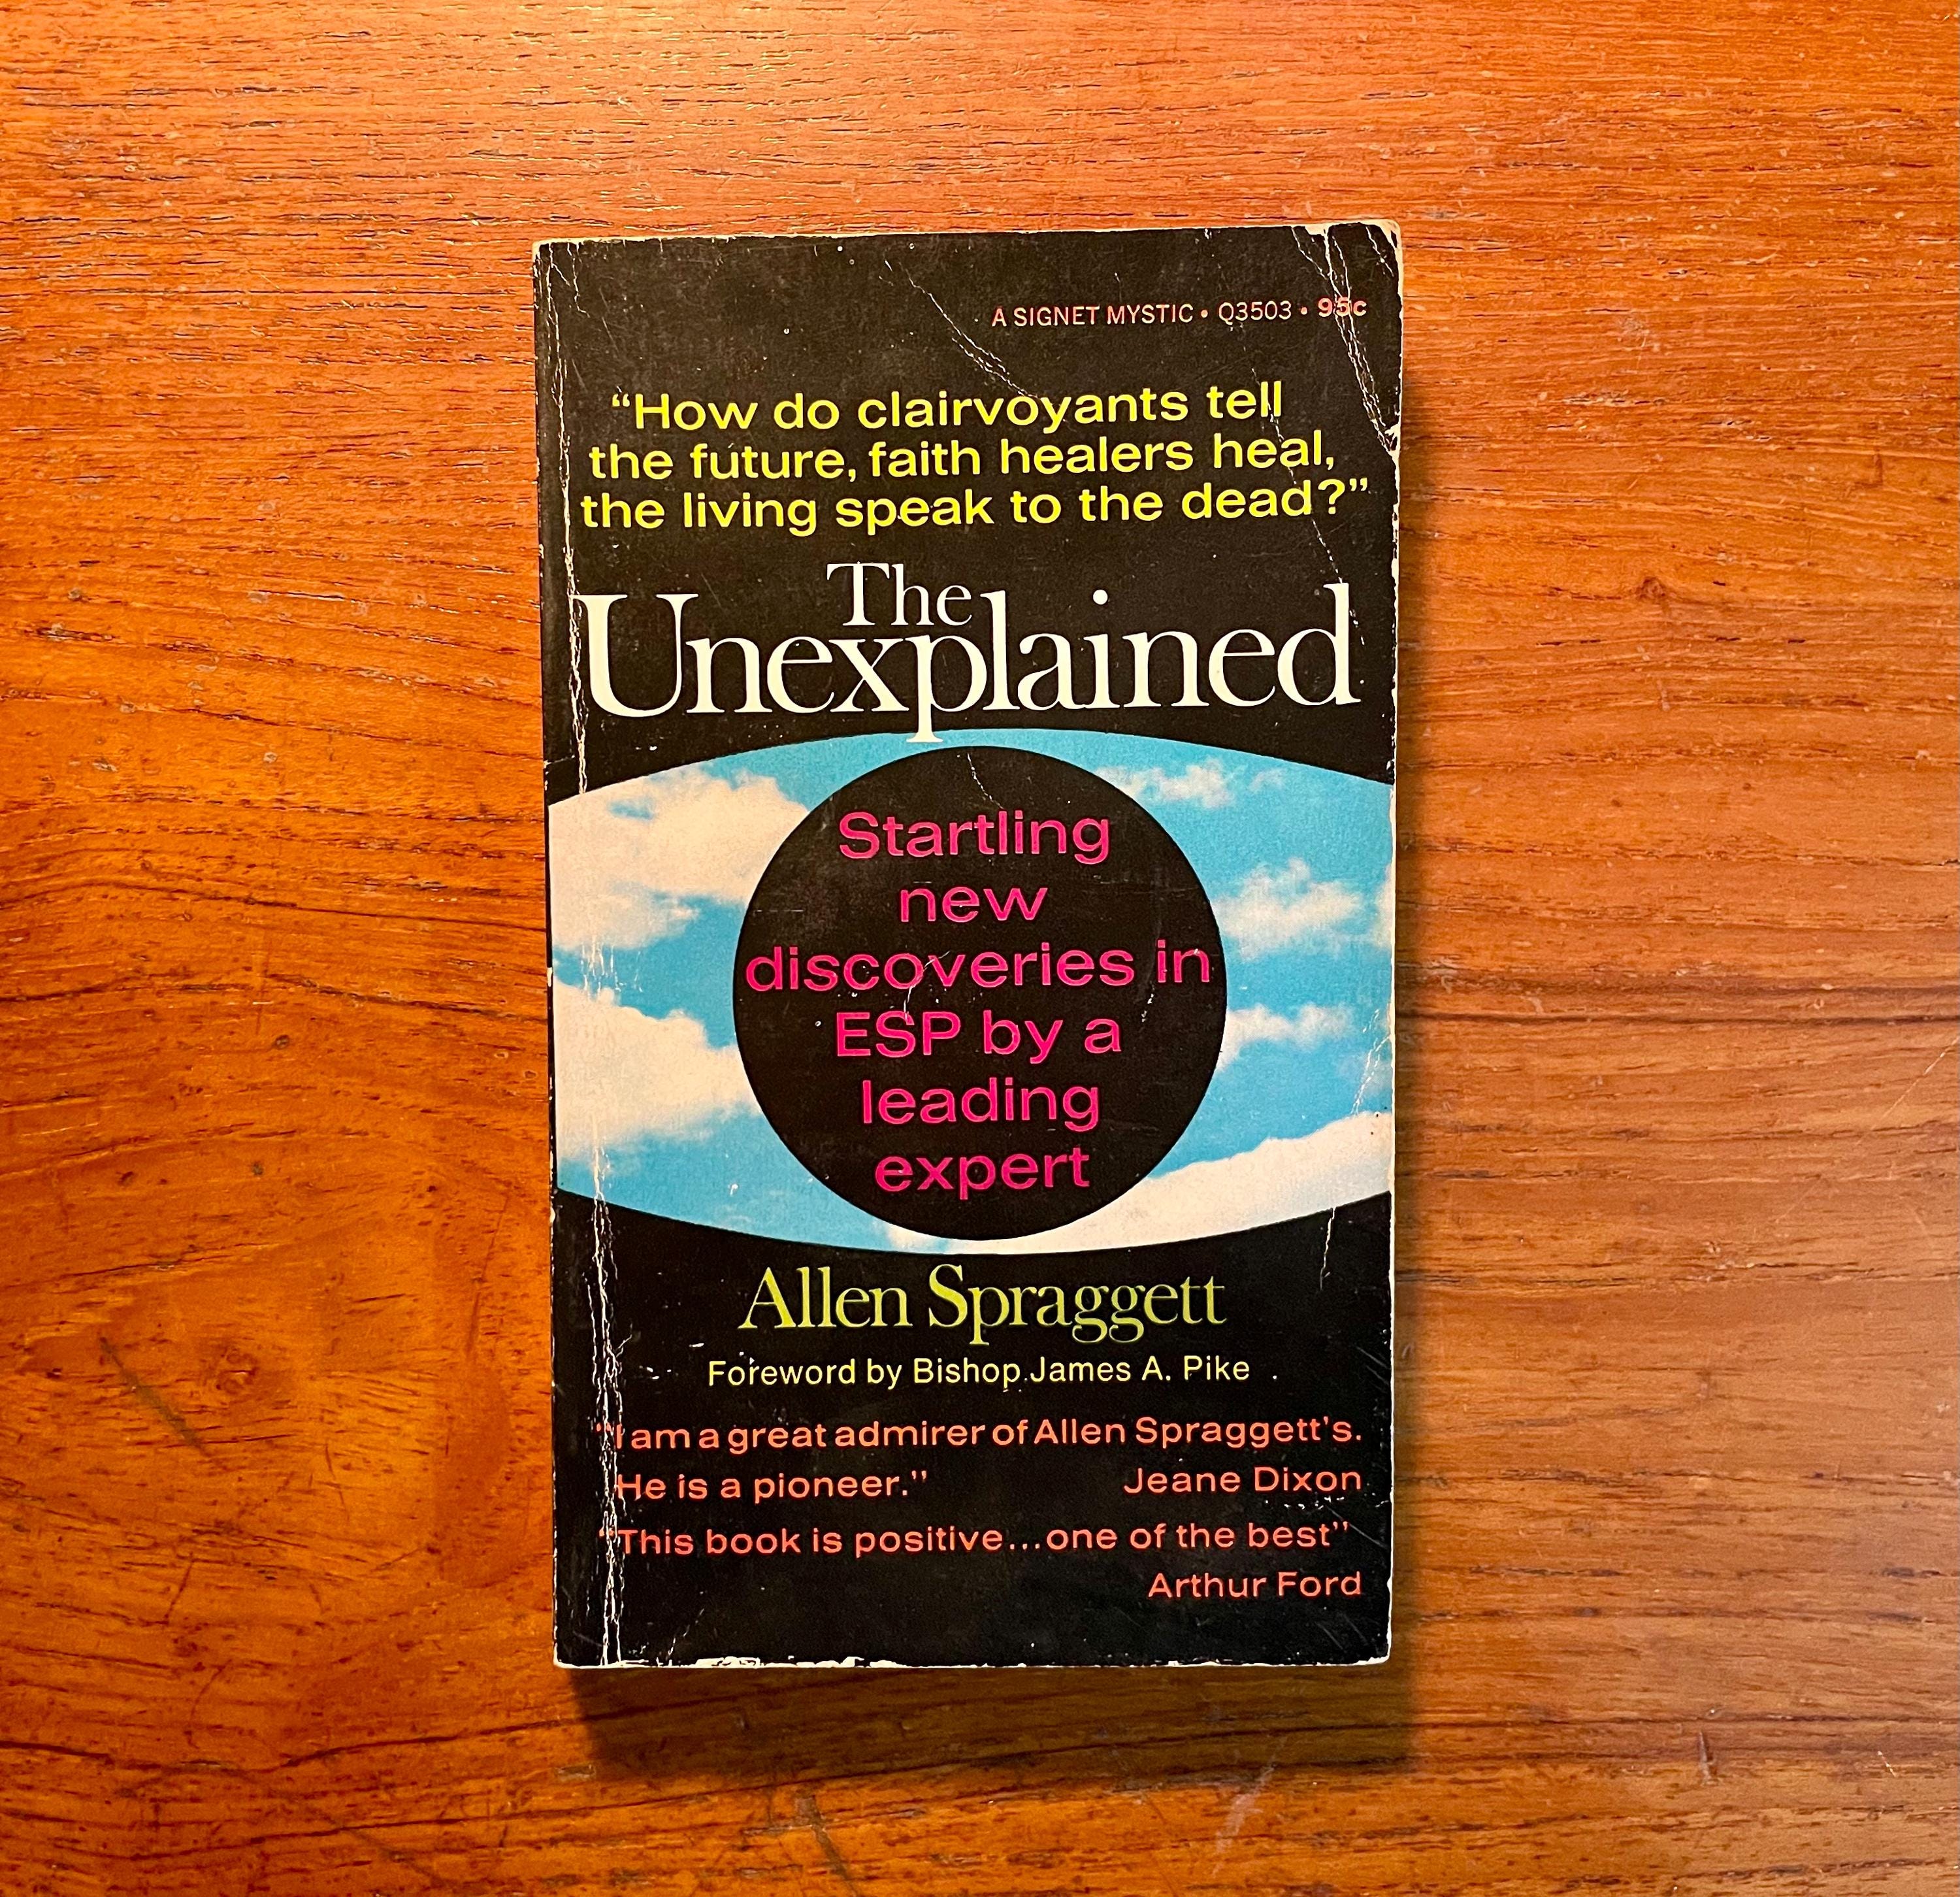 A SIGNET MYSTIC • Q3503 • 95c
“How do clairvoyants tell
the future, faith healers heal,
the living speak to the dead?”
The
Unexplained
Startling
new
discoveries in
ESP by a
leading
expert
Allen Spraggett
Foreword by Bishop James A. Pike
"I am a great admirer of Allen Spraggett's.
He is a pioneer." Jeane Dixon
"This book is positive...one of the best"
Arthur Ford